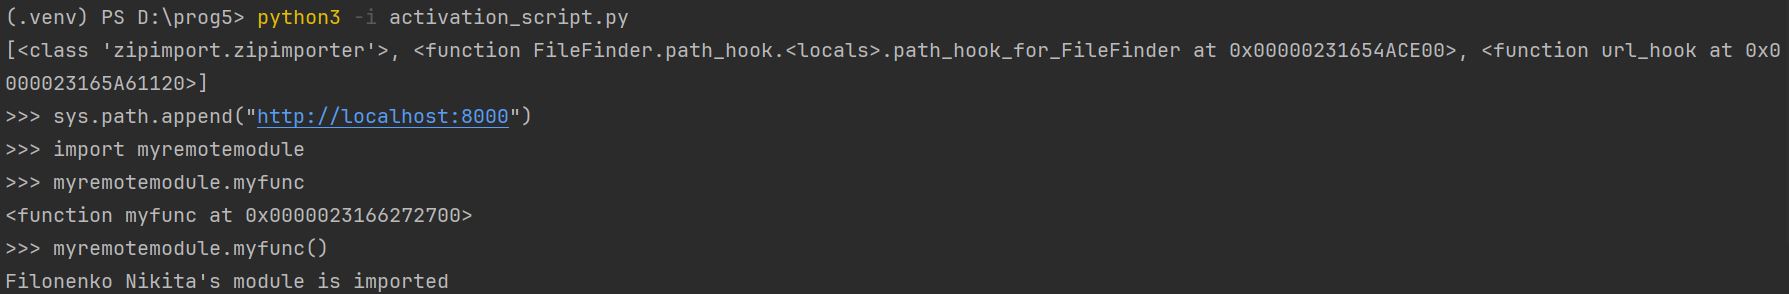 (.venv) PS D:\prog5> python3 -i activation_script.py
[<class 'zipimport.zipimporter'>, <function FileFinder.path_hook.<locals>.path_hook_for_FileFinder at 0x00000231654ACE00>, <function url_hook at 0x0
000023165A61120>]
>>> sys.path.append("http://localhost:8000")
>>> import myremotemodule
>>> myremotemodule.myfunc
<function myfunc at 0x0000023166272700>
>>> myremotemodule.myfunc()
Filonenko Nikita's module is imported